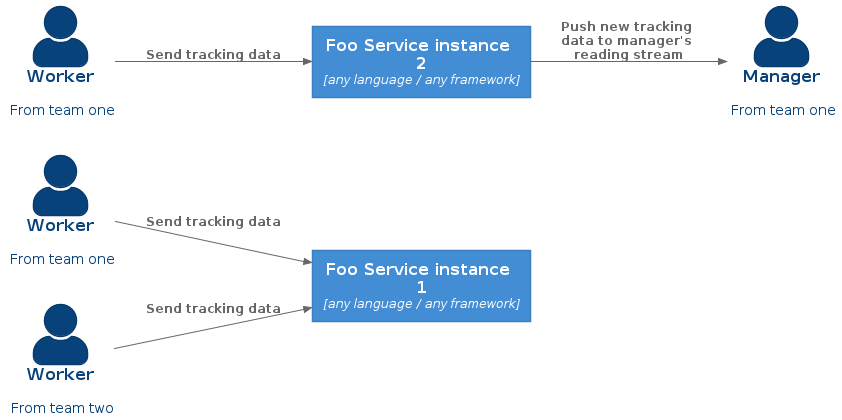 Worker
From team one
Send tracking data
Foo Service instance
2
[any language / any framework]
Push new tracking
data to manager's
reading stream
Manager
From team one
Worker
From team one
Send tracking data
Foo Service instance
1
[any language / any framework]
Send tracking data
Worker
From team two